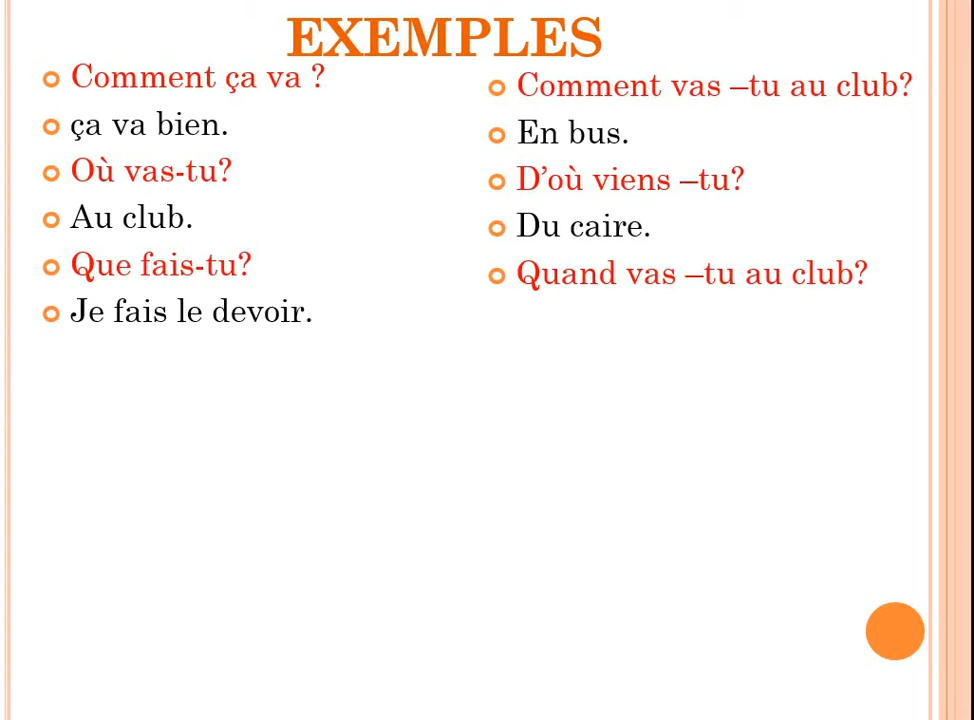 EXEMPLES
Comment ça va ?
ça va bien.
Où vas-tu?
Au club.
Que fais-tu?
Je fais le devoir.
Comment vas –tu au club?
En bus.
D’où viens –tu?
Du caire.
Quand vas –tu au club?